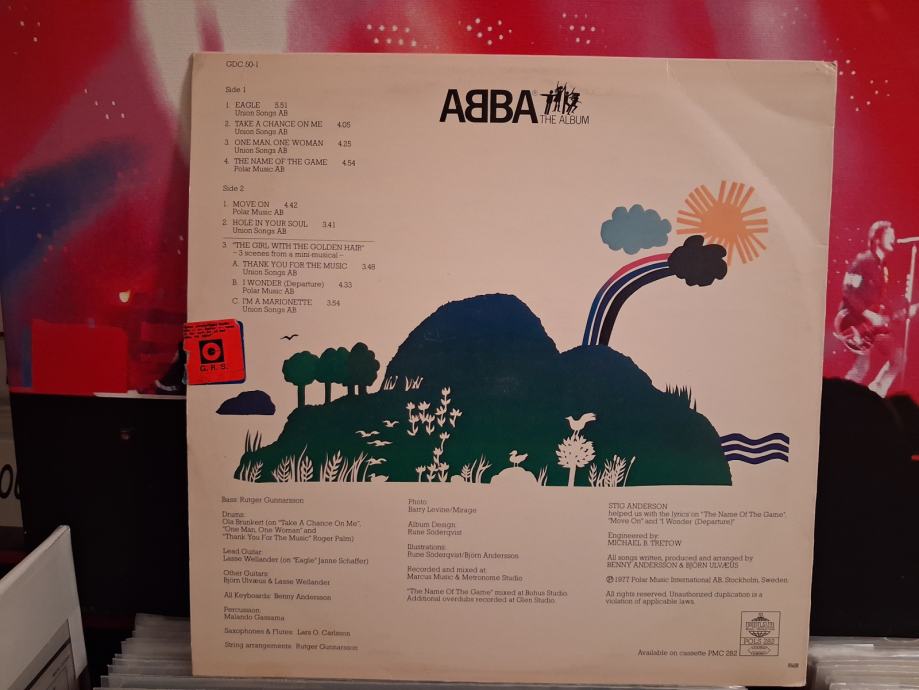 GDC 50-1
ABBA®
THE ALBUM
Side 1
1. EAGLE 5.51
Union Songs AB
2. TAKE A CHANCE ON ME 4.05
Union Songs AB
3. ONE MAN, ONE WOMAN 4.25
Union Songs AB
4. THE NAME OF THE GAME 4.54
Polar Music AB
Side 2
1. MOVE ON 4.42
Polar Music AB
2. HOLE IN YOUR SOUL 3.41
Union Songs AB
3. "THE GIRL WITH THE GOLDEN HAIR"
– 3 scenes from a mini-musical –
A. THANK YOU FOR THE MUSIC 3.48
Union Songs AB
B. I WONDER (Departure) 4.33
Polar Music AB
C. I'M A MARIONETTE 3.54
Union Songs AB
G.R.S.
Bass: Rutger Gunnarsson
Drums:
Ola Brunkert (on "Take A Chance On Me",
"One Man, One Woman" and
"Thank You For The Music" Roger Palm)
Lead Guitar:
Lasse Wellander (on "Eagle" Janne Schaffer)
Other Guitars:
Björn Ulvæus & Lasse Wellander
All Keyboards: Benny Andersson
Percussion:
Malando Gassama
Saxophones & Flutes: Lars O. Carlsson
String arrangements: Rutger Gunnarsson
Photo:
Barry Levine/Mirage
Album Design:
Rune Söderqvist
Illustrations:
Rune Söderqvist/Björn Andersson
Recorded and mixed at:
Marcus Music & Metronome Studio
"The Name Of The Game" mixed at Bohus Studio.
Additional overdubs recorded at Glen Studio.
STIG ANDERSON
helped us with the lyrics on "The Name Of The Game",
"Move On" and "I Wonder (Departure)"
Engineered by:
MICHAEL B. TRETOW
All songs written, produced and arranged by
BENNY ANDERSSON & BJÖRN ULVÆUS
℗ 1977 Polar Music International AB. Stockholm, Sweden
All rights reserved. Unauthorized duplication is a
violation of applicable laws.
Available on cassette PMC 282
POLS 282